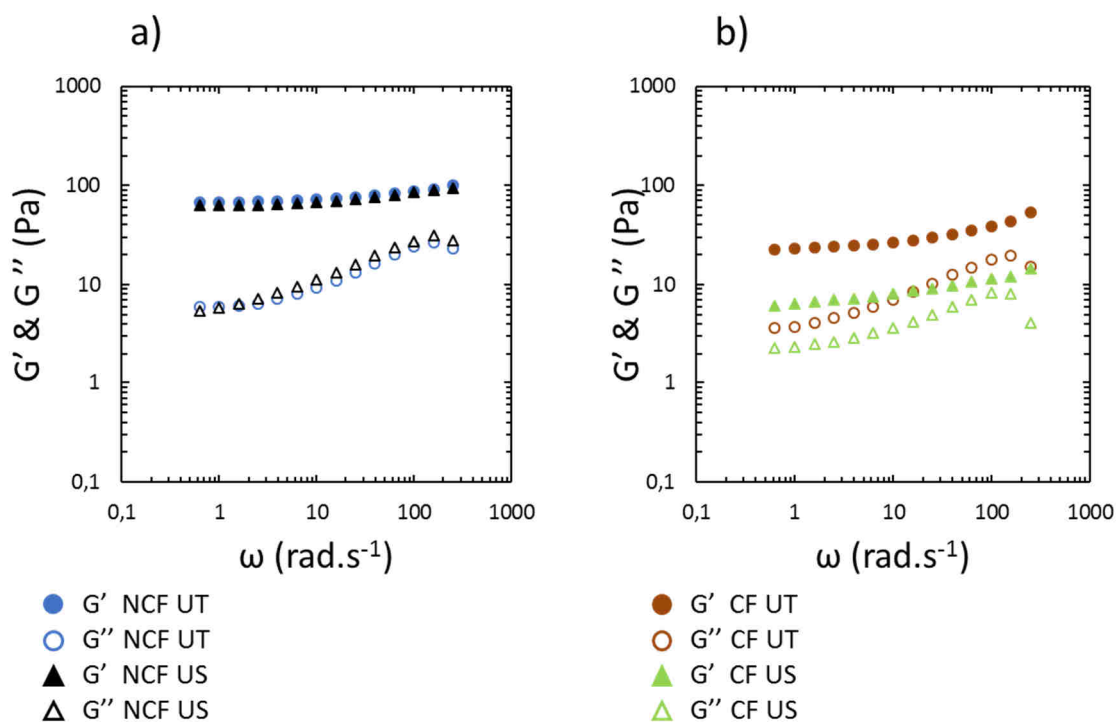 a)
1000
100
10
1
0,1
G' & G'' (Pa)
0,1 1 10 100 1000
ω (rad.s-1)
G' NCF UT
G'' NCF UT
G' NCF US
G'' NCF US
b)
1000
100
10
1
0,1
G' & G'' (Pa)
0,1 1 10 100 1000
ω (rad.s-1)
G' CF UT
G'' CF UT
G' CF US
G'' CF US